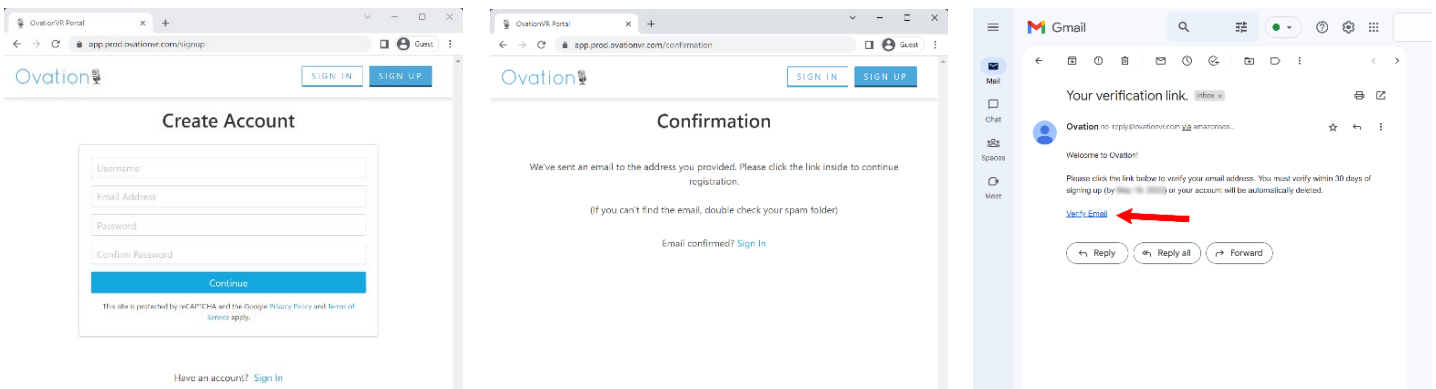 OvationVR Portal
app.prod.ovationvr.com/signup
Guest
Ovation
SIGN IN
SIGN UP
Create Account
Username
Email Address
Password
Confirm Password
Continue
This site is protected by reCAPTCHA and the Google Privacy Policy and Terms of
Service apply.
Have an account? Sign In
OvationVR Portal
app.prod.ovationvr.com/confirmation
Guest
Ovation
SIGN IN
SIGN UP
Confirmation
We've sent an email to the address you provided. Please click the link inside to continue
registration.
(If you can't find the email, double check your spam folder)
Email confirmed? Sign In
Gmail
Mail
Chat
Spaces
Meet
Your verification link.
Inbox x
Ovation no-reply@ovationvr.com via amazonses...
Welcome to Ovation!
Please click the link below to verify your email address. You must verify within 30 days of
signing up (by ) or your account will be automatically deleted.
Verify Email
Reply
Reply all
Forward